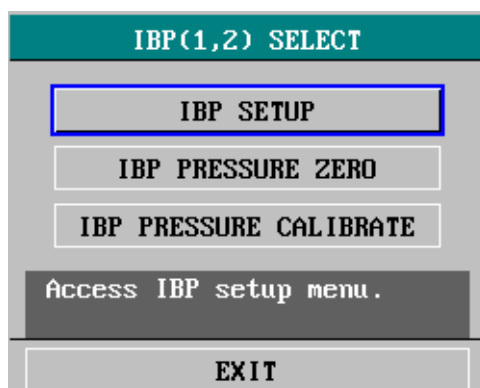 IBP(1,2) SELECT
IBP SETUP
IBP PRESSURE ZERO
IBP PRESSURE CALIBRATE
Access IBP setup menu.
EXIT